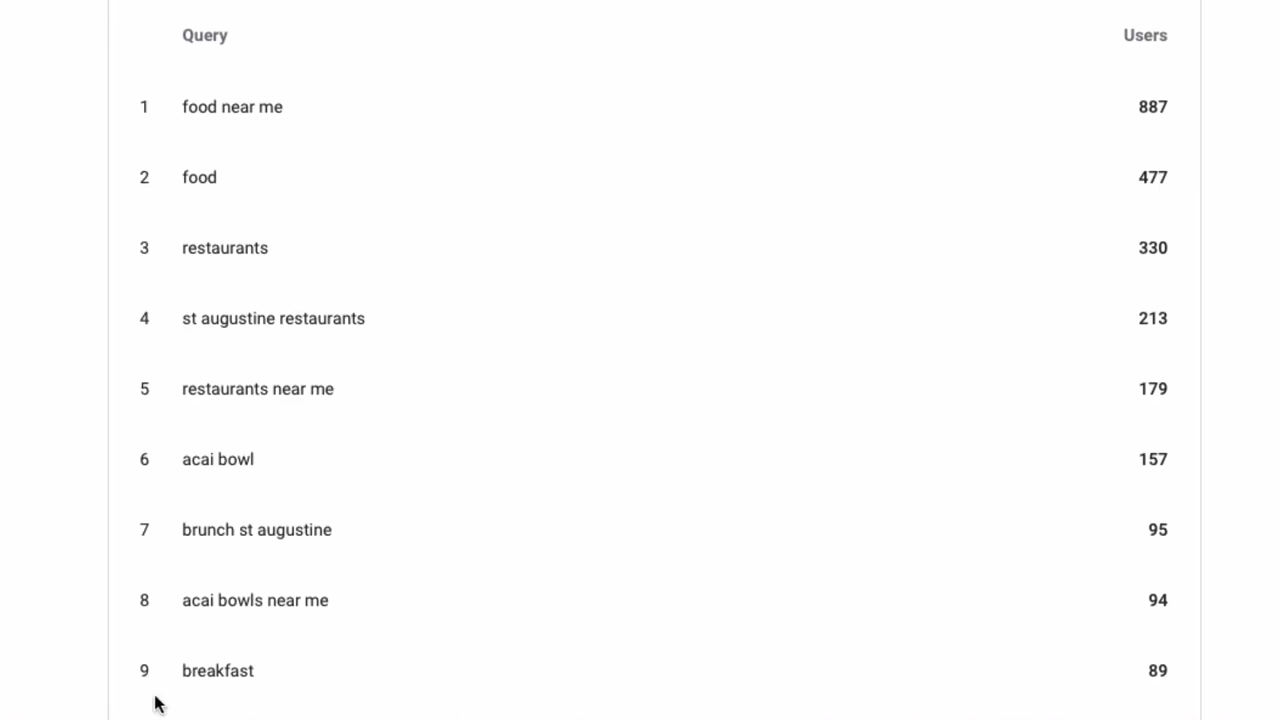 Query Users
1 food near me 887
2 food 477
3 restaurants 330
4 st augustine restaurants 213
5 restaurants near me 179
6 acai bowl 157
7 brunch st augustine 95
8 acai bowls near me 94
9 breakfast 89